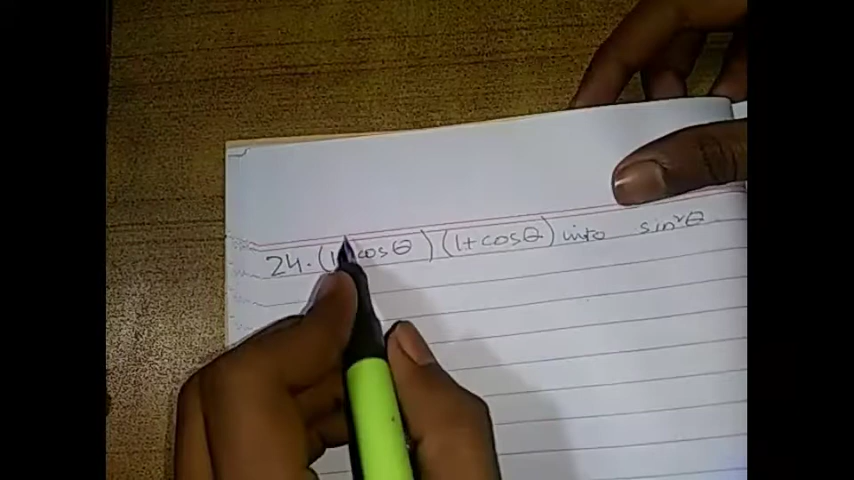 24. (1 cosθ)(1+cosθ) into sin²θ